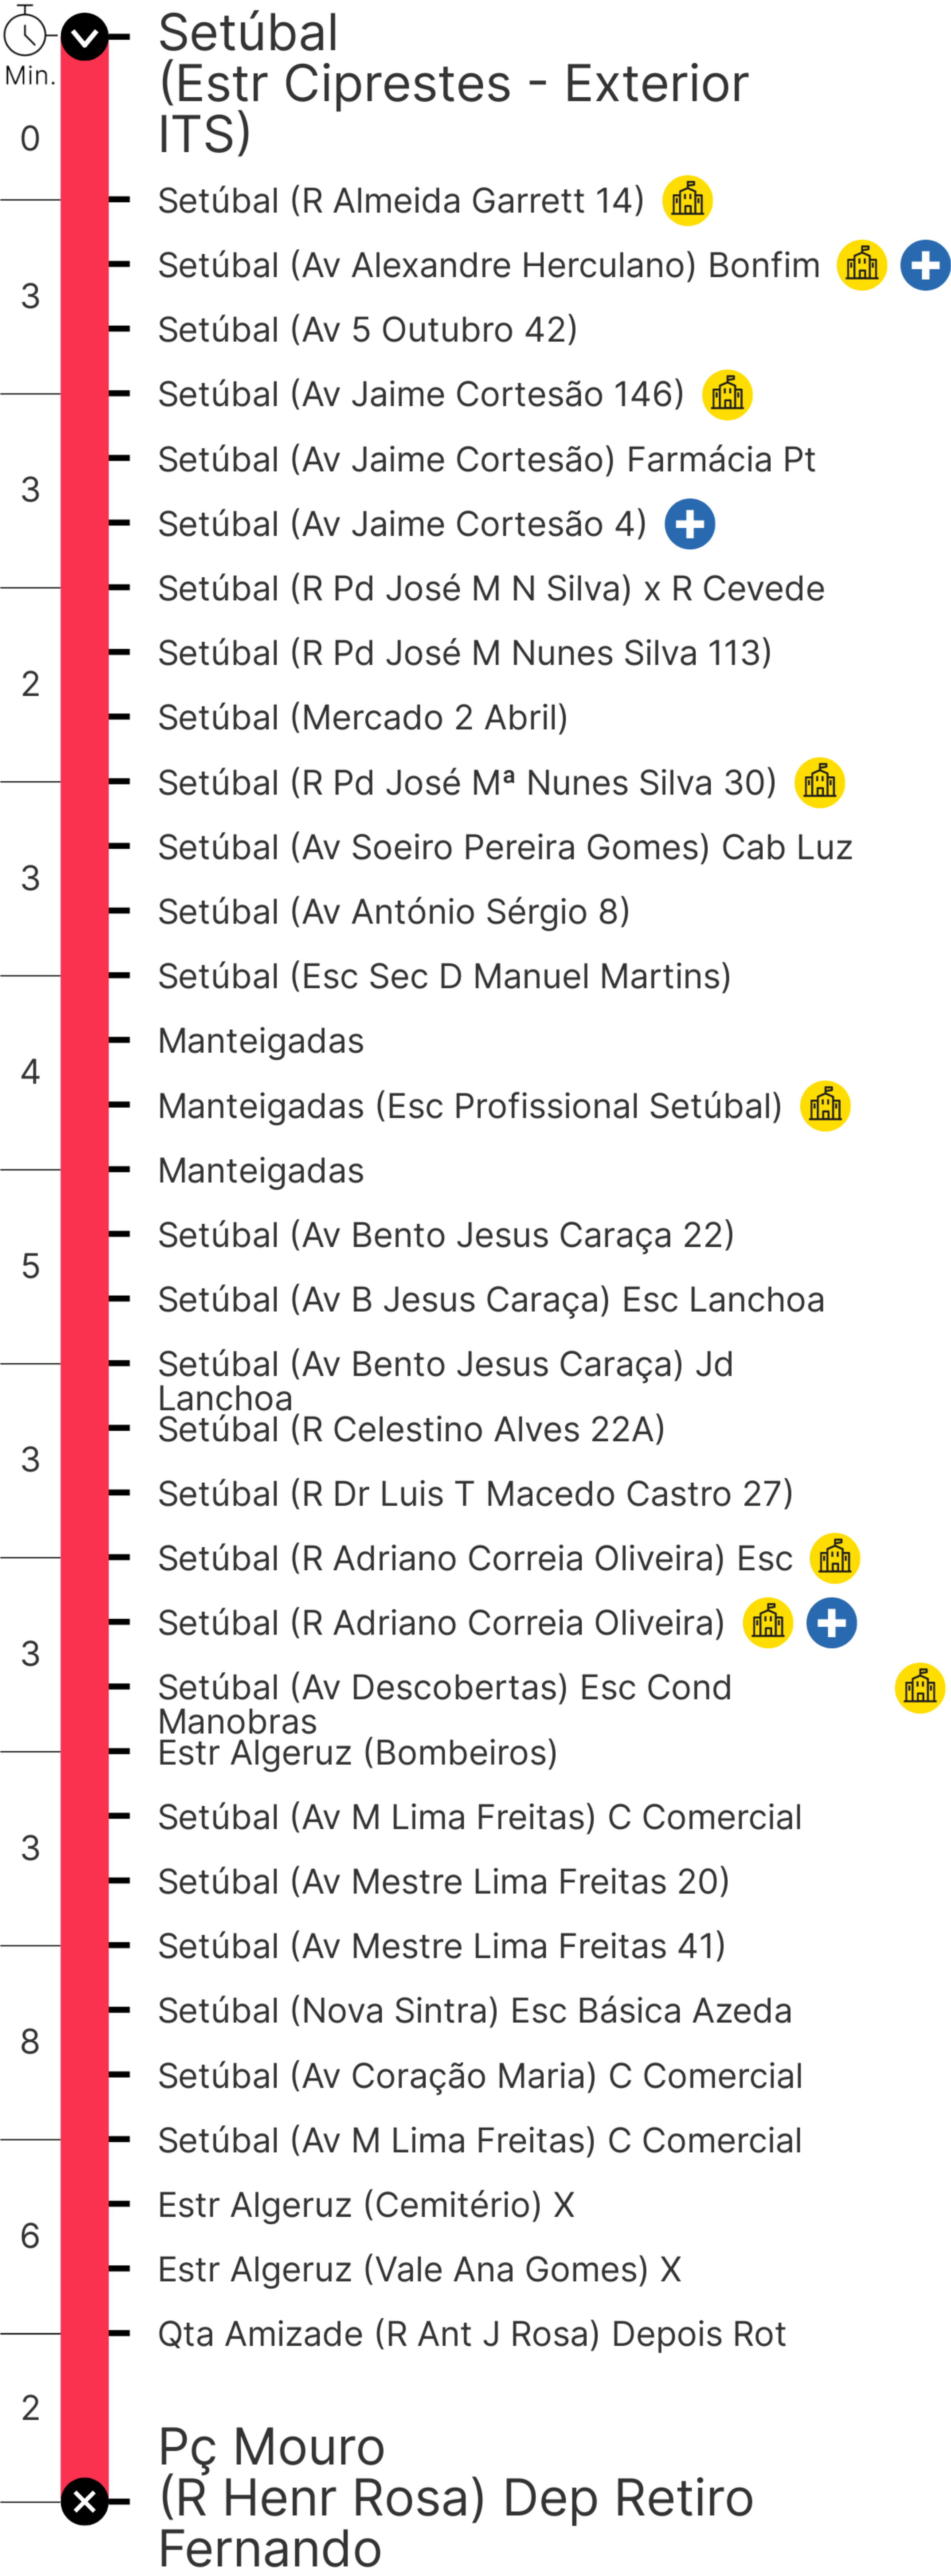 Setúbal
(Estr Ciprestes - Exterior
ITS)
Min.
0
Setúbal (R Almeida Garrett 14)
Setúbal (Av Alexandre Herculano) Bonfim
3
Setúbal (Av 5 Outubro 42)
Setúbal (Av Jaime Cortesão 146)
Setúbal (Av Jaime Cortesão) Farmácia Pt
3
Setúbal (Av Jaime Cortesão 4)
Setúbal (R Pd José M N Silva) x R Cevede
Setúbal (R Pd José M Nunes Silva 113)
2
Setúbal (Mercado 2 Abril)
Setúbal (R Pd José Mª Nunes Silva 30)
Setúbal (Av Soeiro Pereira Gomes) Cab Luz
3
Setúbal (Av António Sérgio 8)
Setúbal (Esc Sec D Manuel Martins)
Manteigadas
4
Manteigadas (Esc Profissional Setúbal)
Manteigadas
Setúbal (Av Bento Jesus Caraça 22)
5
Setúbal (Av B Jesus Caraça) Esc Lanchoa
Setúbal (Av Bento Jesus Caraça) Jd
Lanchoa
Setúbal (R Celestino Alves 22A)
3
Setúbal (R Dr Luis T Macedo Castro 27)
Setúbal (R Adriano Correia Oliveira) Esc
Setúbal (R Adriano Correia Oliveira)
3
Setúbal (Av Descobertas) Esc Cond
Manobras
Estr Algeruz (Bombeiros)
Setúbal (Av M Lima Freitas) C Comercial
3
Setúbal (Av Mestre Lima Freitas 20)
Setúbal (Av Mestre Lima Freitas 41)
Setúbal (Nova Sintra) Esc Básica Azeda
8
Setúbal (Av Coração Maria) C Comercial
Setúbal (Av M Lima Freitas) C Comercial
Estr Algeruz (Cemitério) X
6
Estr Algeruz (Vale Ana Gomes) X
Qta Amizade (R Ant J Rosa) Depois Rot
2
Pç Mouro
(R Henr Rosa) Dep Retiro
Fernando